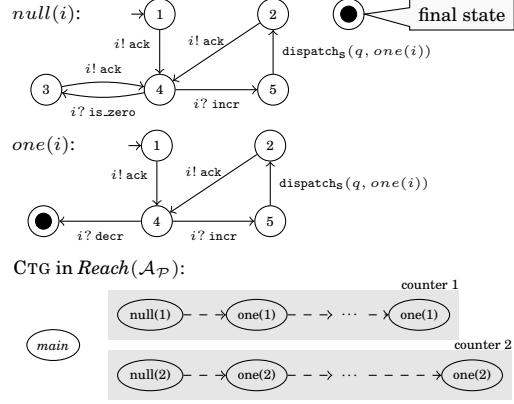 null(i):
1
2
final state
i! ack
i! ack
dispatchₛ(q, one(i))
i! ack
3
4
5
i? is_zero
i? incr
one(i):
1
2
i! ack
i! ack
dispatchₛ(q, one(i))
4
5
i? decr
i? incr
CTG in Reach(𝒜_𝒫):
counter 1
null(1) ··· one(1) one(1)
main
counter 2
null(2) one(2) ··· one(2)